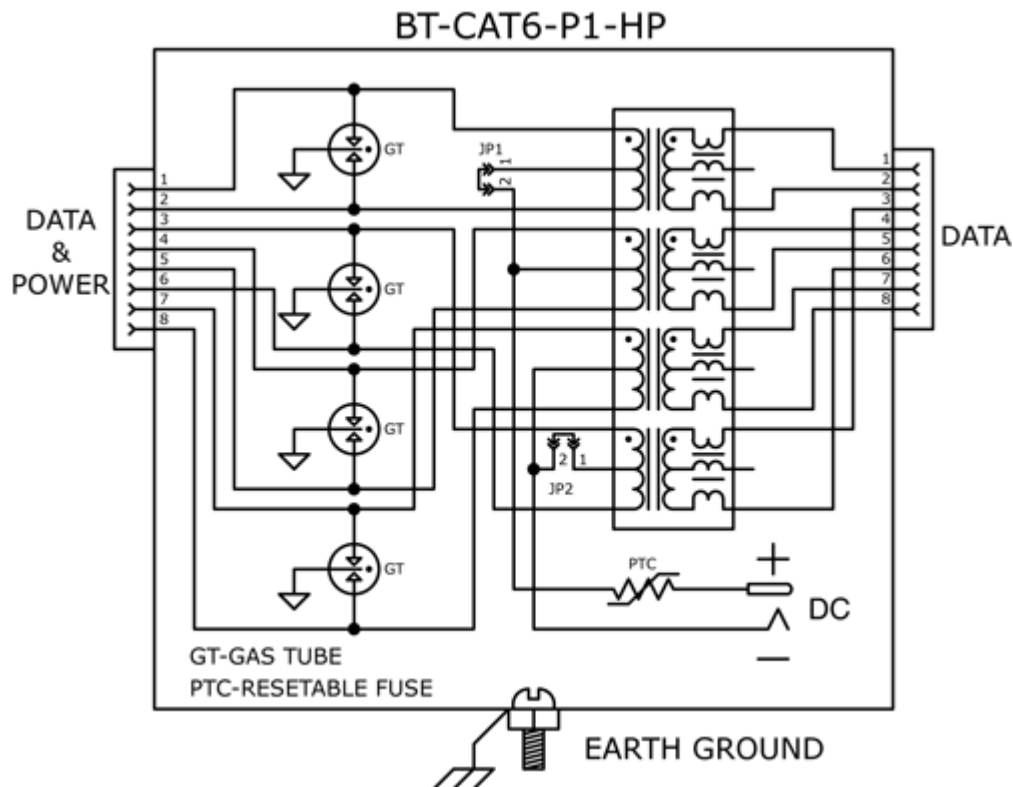 BT-CAT6-P1-HP
GT
JP1
1
2
1
2
3
4
5
6
7
8
DATA
&
POWER
1
2
3
4
5
6
7
8
DATA
GT
GT
2 1
JP2
GT
PTC
+
DC
—
GT-GAS TUBE
PTC-RESETABLE FUSE
EARTH GROUND